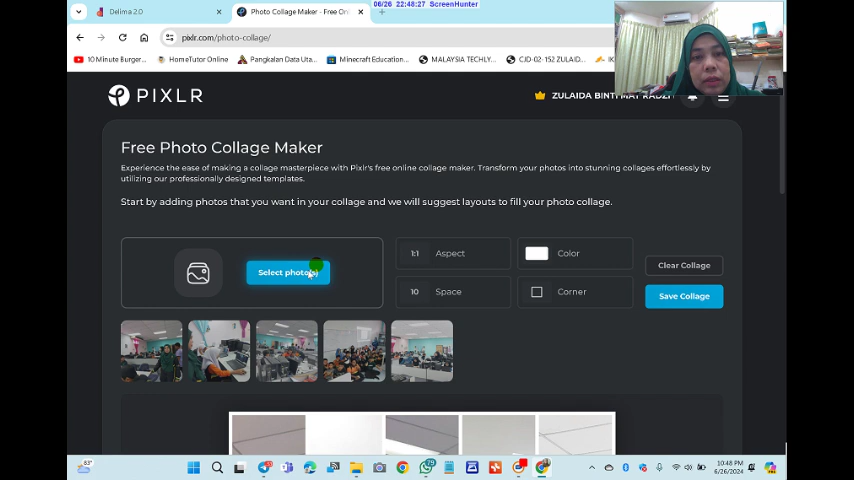 06/26 22:48:27 ScreenHunter
Delima 2.0
Photo Collage Maker - Free Onl
pixlr.com/photo-collage/
10 Minute Burger...
HomeTutor Online
Pangkalan Data Uta...
Minecraft Education...
MALAYSIA TECHLY...
CJD-02-152 ZULAID...
PIXLR
ZULAIDA BINTI MAT RADZI
Free Photo Collage Maker
Experience the ease of making a collage masterpiece with Pixlr's free online collage maker. Transform your photos into stunning collages effortlessly by
utilizing our professionally designed templates.
Start by adding photos that you want in your collage and we will suggest layouts to fill your photo collage.
Select photo(s)
1:1 Aspect
Color
Clear Collage
10 Space
Corner
Save Collage
83°
10:48 PM
6/26/2024